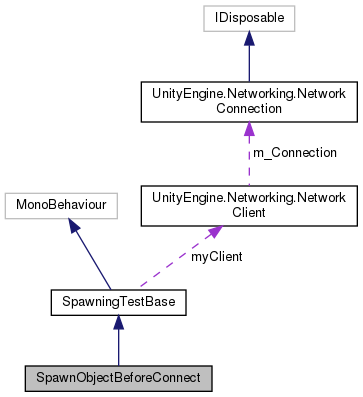 IDisposable
UnityEngine.Networking.Network
Connection
m_Connection
MonoBehaviour
UnityEngine.Networking.Network
Client
myClient
SpawningTestBase
SpawnObjectBeforeConnect